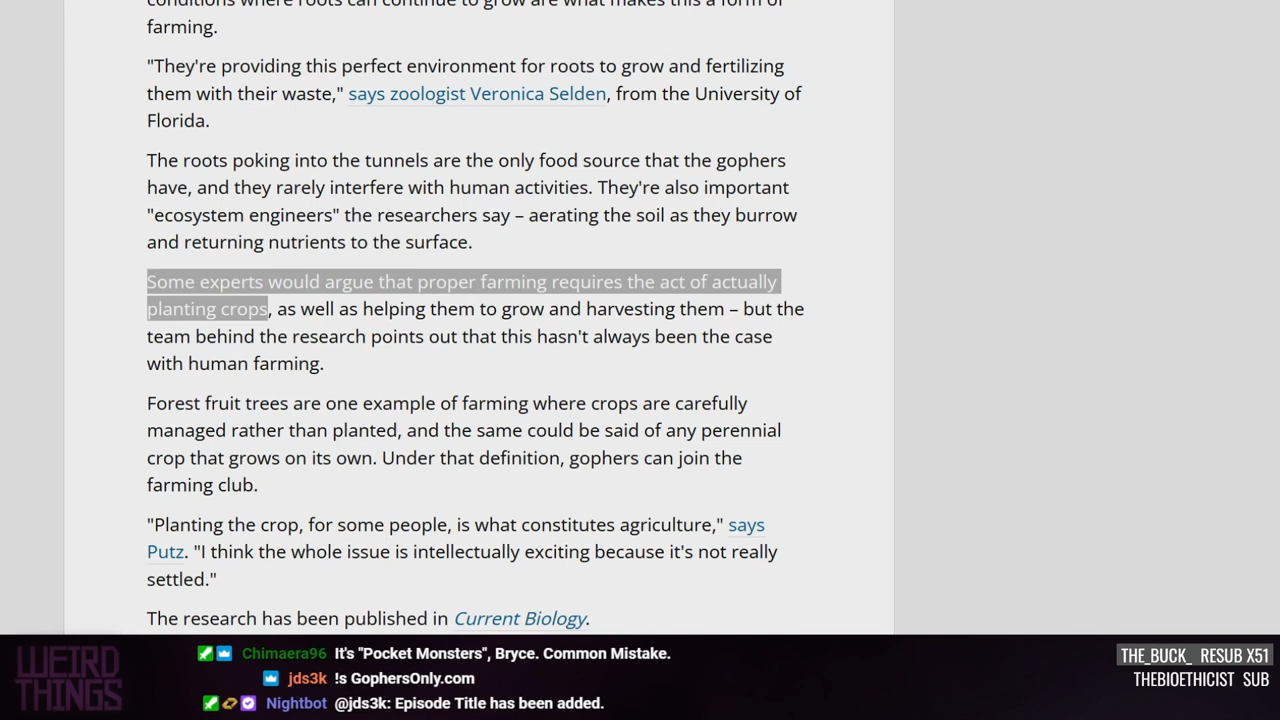 conditions where roots can continue to grow are what makes this a form of
farming.
"They're providing this perfect environment for roots to grow and fertilizing
them with their waste," says zoologist Veronica Selden, from the University of
Florida.
The roots poking into the tunnels are the only food source that the gophers
have, and they rarely interfere with human activities. They're also important
"ecosystem engineers" the researchers say – aerating the soil as they burrow
and returning nutrients to the surface.
Some experts would argue that proper farming requires the act of actually
planting crops, as well as helping them to grow and harvesting them – but the
team behind the research points out that this hasn't always been the case
with human farming.
Forest fruit trees are one example of farming where crops are carefully
managed rather than planted, and the same could be said of any perennial
crop that grows on its own. Under that definition, gophers can join the
farming club.
"Planting the crop, for some people, is what constitutes agriculture," says
Putz. "I think the whole issue is intellectually exciting because it's not really
settled."
The research has been published in Current Biology.
WEIRD
THINGS
Chimaera96 It's "Pocket Monsters", Bryce. Common Mistake.
jds3k !s GophersOnly.com
Nightbot @jds3k: Episode Title has been added.
THE_BUCK_ RESUB X51
THEBIOETHICIST SUB